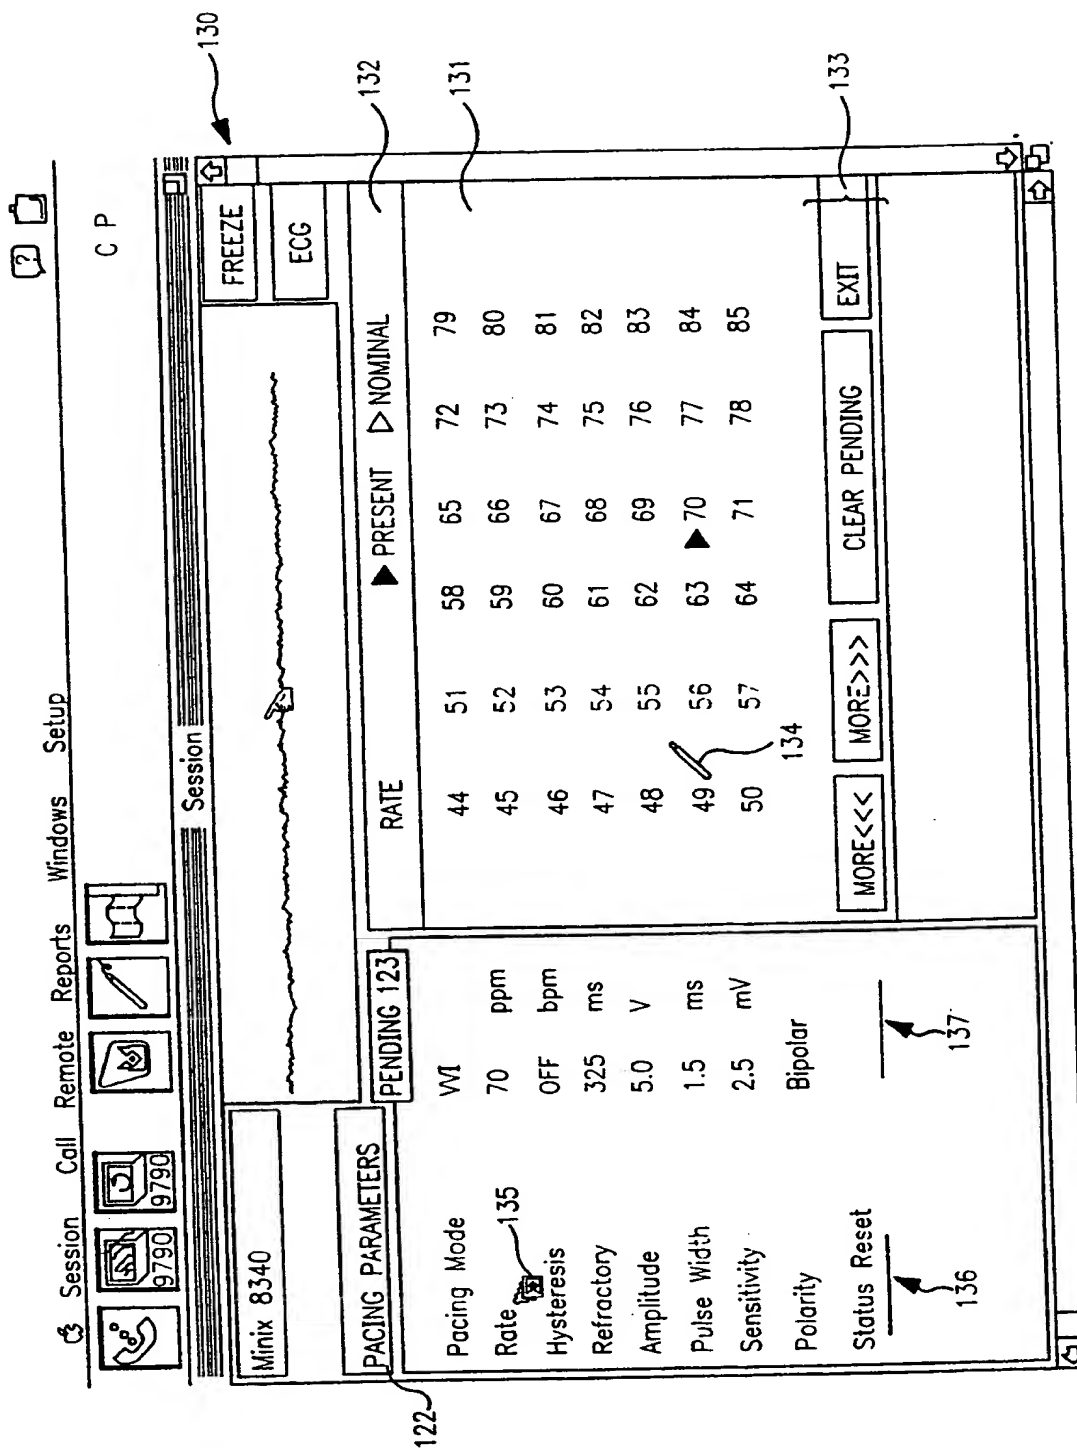 ?
Session Call Remote Reports Windows Setup
9790 9790
C P
Session
130
Minix 8340
FREEZE
ECG
122
PACING PARAMETERS
PENDING 123
Pacing Mode VVI
Rate 70 ppm
135
Hysteresis OFF bpm
Refractory 325 ms
Amplitude 5.0 V
Pulse Width 1.5 ms
Sensitivity 2.5 mV
Polarity Bipolar
Status Reset
136
137
RATE ▶ PRESENT ▷ NOMINAL
132
131
44 51 58 65 72 79
45 52 59 66 73 80
46 53 60 67 74 81
47 54 61 68 75 82
48 55 62 69 76 83
49 56 63 ▶ 70 77 84
50 57 64 71 78 85
134
MORE<<< MORE>>> CLEAR PENDING EXIT
133